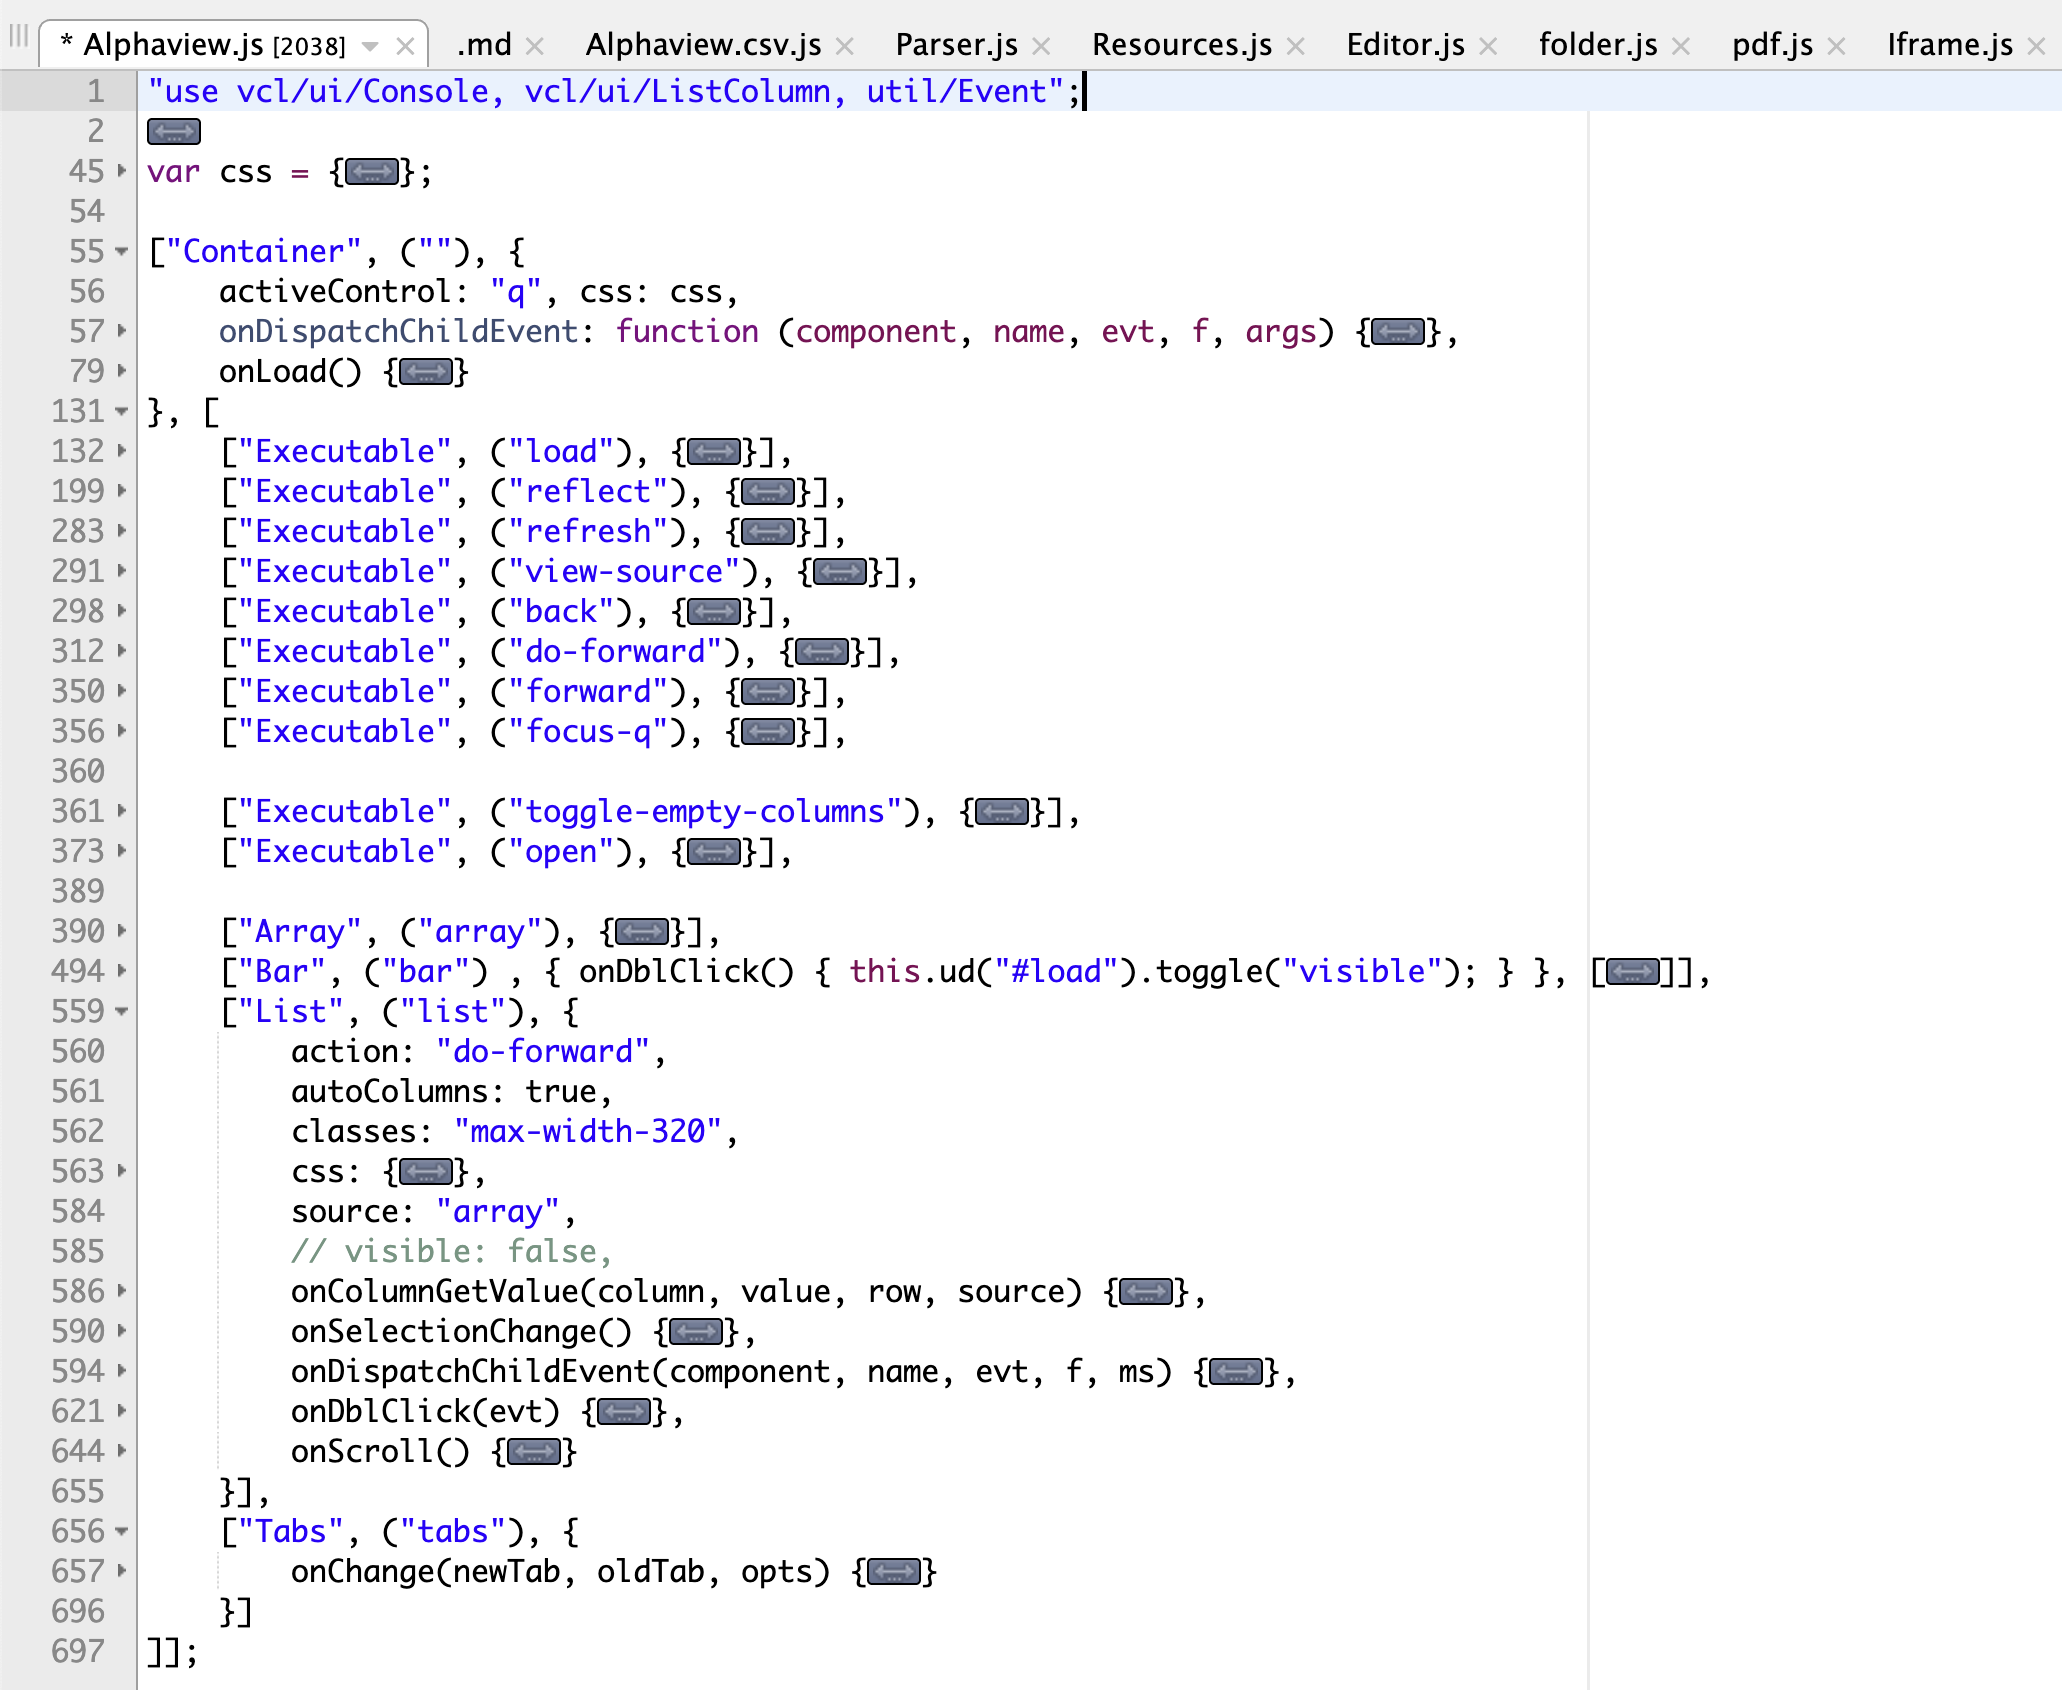 * Alphaview.js [2038] .md Alphaview.csv.js Parser.js Resources.js Editor.js folder.js pdf.js Iframe.js
1 "use vcl/ui/Console, vcl/ui/ListColumn, util/Event";
2
45 var css = {...};
54
55 ["Container", (""), {
56 activeControl: "q", css: css,
57 onDispatchChildEvent: function (component, name, evt, f, args) {...},
79 onLoad() {...}
131 }, [
132 ["Executable", ("load"), {...}],
199 ["Executable", ("reflect"), {...}],
283 ["Executable", ("refresh"), {...}],
291 ["Executable", ("view-source"), {...}],
298 ["Executable", ("back"), {...}],
312 ["Executable", ("do-forward"), {...}],
350 ["Executable", ("forward"), {...}],
356 ["Executable", ("focus-q"), {...}],
360
361 ["Executable", ("toggle-empty-columns"), {...}],
373 ["Executable", ("open"), {...}],
389
390 ["Array", ("array"), {...}],
494 ["Bar", ("bar") , { onDblClick() { this.ud("#load").toggle("visible"); } }, [...]],
559 ["List", ("list"), {
560 action: "do-forward",
561 autoColumns: true,
562 classes: "max-width-320",
563 css: {...},
584 source: "array",
585 // visible: false,
586 onColumnGetValue(column, value, row, source) {...},
590 onSelectionChange() {...},
594 onDispatchChildEvent(component, name, evt, f, ms) {...},
621 onDblClick(evt) {...},
644 onScroll() {...}
655 }],
656 ["Tabs", ("tabs"), {
657 onChange(newTab, oldTab, opts) {...}
696 }]
697 ]];